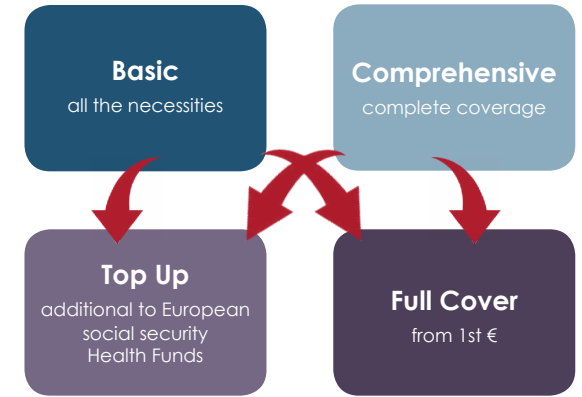 Basic
all the necessities
Comprehensive
complete coverage
Top Up
additional to European
social security
Health Funds
Full Cover
from 1st €